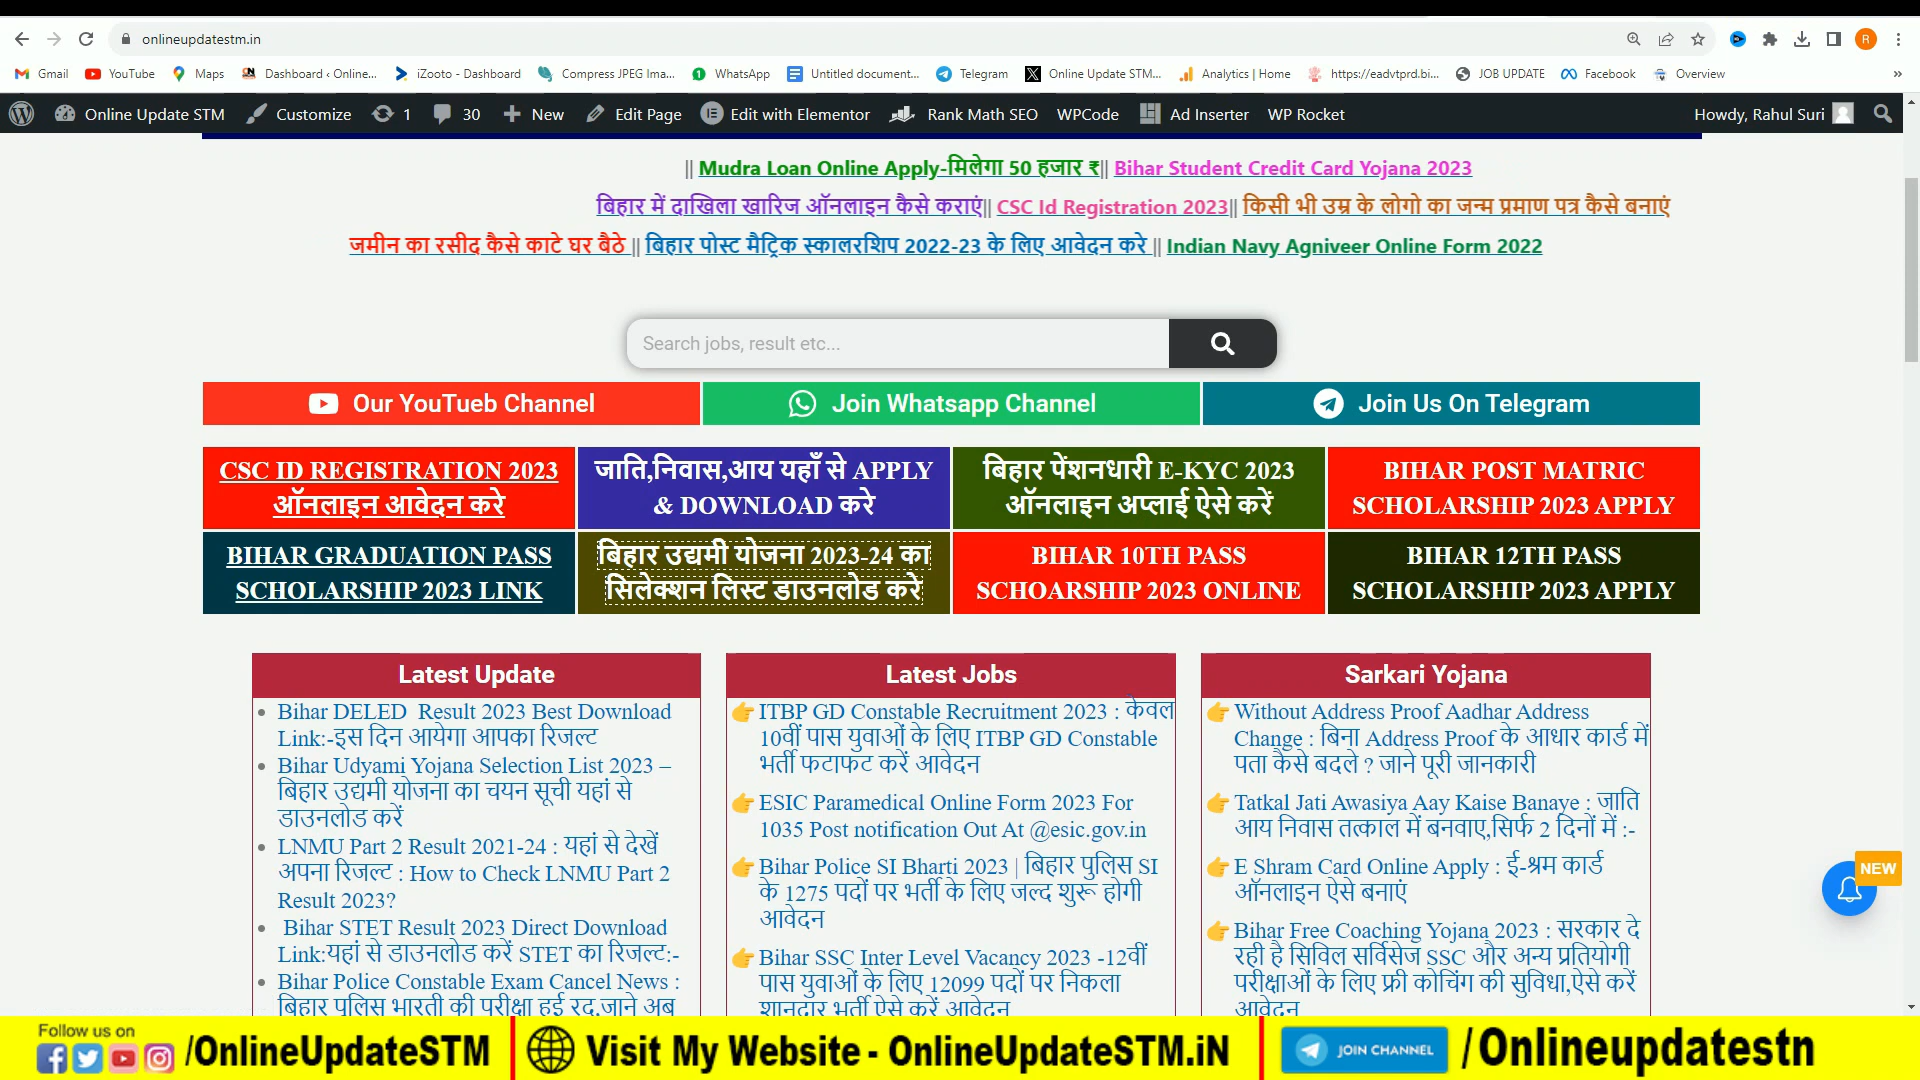 onlineupdatestm.in
Gmail YouTube Maps Dashboard ‹ Online... iZooto - Dashboard Compress JPEG Ima... WhatsApp Untitled document... Telegram Online Update STM... Analytics | Home https://eadvtprd.bi... JOB UPDATE Facebook Overview »
Online Update STM Customize 1 30 New Edit Page Edit with Elementor Rank Math SEO WPCode Ad Inserter WP Rocket Howdy, Rahul Suri
|| Mudra Loan Online Apply-मिलेगा 50 हजार ₹|| Bihar Student Credit Card Yojana 2023
बिहार में दाखिला खारिज ऑनलाइन कैसे कराएं|| CSC Id Registration 2023|| किसी भी उम्र के लोगो का जन्म प्रमाण पत्र कैसे बनाएं
जमीन का रसीद कैसे काटे घर बैठे || बिहार पोस्ट मैट्रिक स्कालरशिप 2022-23 के लिए आवेदन करे || Indian Navy Agniveer Online Form 2022
Search jobs, result etc...
Our YouTueb Channel
Join Whatsapp Channel
Join Us On Telegram
CSC ID REGISTRATION 2023
ऑनलाइन आवेदन करे
जाति,निवास,आय यहाँ से APPLY
& DOWNLOAD करे
बिहार पेंशनधारी E-KYC 2023
ऑनलाइन अप्लाई ऐसे करें
BIHAR POST MATRIC
SCHOLARSHIP 2023 APPLY
BIHAR GRADUATION PASS
SCHOLARSHIP 2023 LINK
बिहार उद्यमी योजना 2023-24 का
सिलेक्शन लिस्ट डाउनलोड करे
BIHAR 10TH PASS
SCHOARSHIP 2023 ONLINE
BIHAR 12TH PASS
SCHOLARSHIP 2023 APPLY
Latest Update
Bihar DELED Result 2023 Best Download
Link:-इस दिन आयेगा आपका रिजल्ट
Bihar Udyami Yojana Selection List 2023 –
बिहार उद्यमी योजना का चयन सूची यहां से
डाउनलोड करें
LNMU Part 2 Result 2021-24 : यहां से देखें
अपना रिजल्ट : How to Check LNMU Part 2
Result 2023?
Bihar STET Result 2023 Direct Download
Link:यहां से डाउनलोड करें STET का रिजल्ट:-
Bihar Police Constable Exam Cancel News :
बिहार पुलिस भारती की परीक्षा हुई रद्द,जाने अब
Latest Jobs
ITBP GD Constable Recruitment 2023 : केवल
10वीं पास युवाओं के लिए ITBP GD Constable
भर्ती फटाफट करें आवेदन
ESIC Paramedical Online Form 2023 For
1035 Post notification Out At @esic.gov.in
Bihar Police SI Bharti 2023 | बिहार पुलिस SI
के 1275 पदों पर भर्ती के लिए जल्द शुरू होगी
आवेदन
Bihar SSC Inter Level Vacancy 2023 -12वीं
पास युवाओं के लिए 12099 पदों पर निकला
शानदार भर्ती ऐसे करें आवेदन
Sarkari Yojana
Without Address Proof Aadhar Address
Change : बिना Address Proof के आधार कार्ड में
पता कैसे बदले ? जाने पूरी जानकारी
Tatkal Jati Awasiya Aay Kaise Banaye : जाति
आय निवास तत्काल में बनवाए,सिर्फ 2 दिनों में :-
E Shram Card Online Apply : ई-श्रम कार्ड
ऑनलाइन ऐसे बनाएं
Bihar Free Coaching Yojana 2023 : सरकार दे
रही है सिविल सर्विसेज SSC और अन्य प्रतियोगी
परीक्षाओं के लिए फ्री कोचिंग की सुविधा,ऐसे करें
आवेदन
NEW
Follow us on
/OnlineUpdateSTM
Visit My Website - OnlineUpdateSTM.iN
JOIN CHANNEL
/Onlineupdatestn